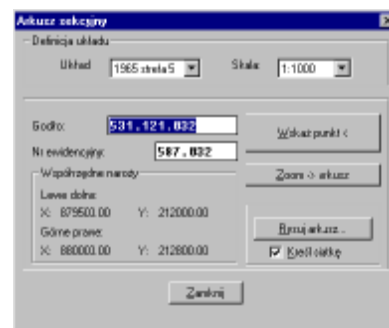 Arkusz sekcyjny
Definicja układu
Układ 1965 strefa 5 Skala: 1:1000
Godło: 531.121.032 Wskaż punkt <
Nr ewidencyjny: 587.032
Współrzędne naroży Zoom -> arkusz
Lewe dolne:
X: 879500.00 Y: 212000.00
Górne prawe: Rysuj arkusz...
X: 880000.00 Y: 212800.00 Kreśl siatkę
Zamknij